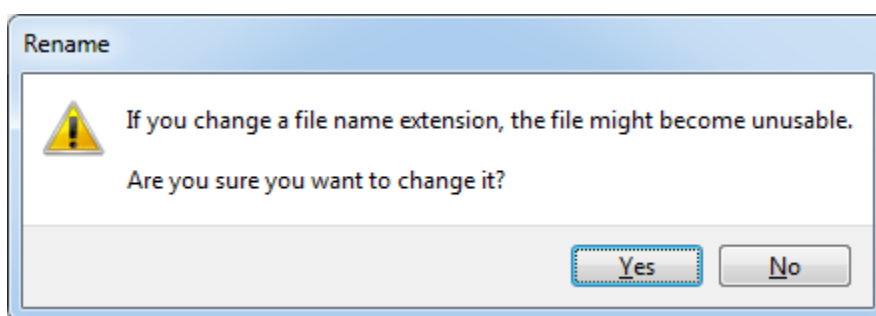 Rename
If you change a file name extension, the file might become unusable.
Are you sure you want to change it?
Yes
No